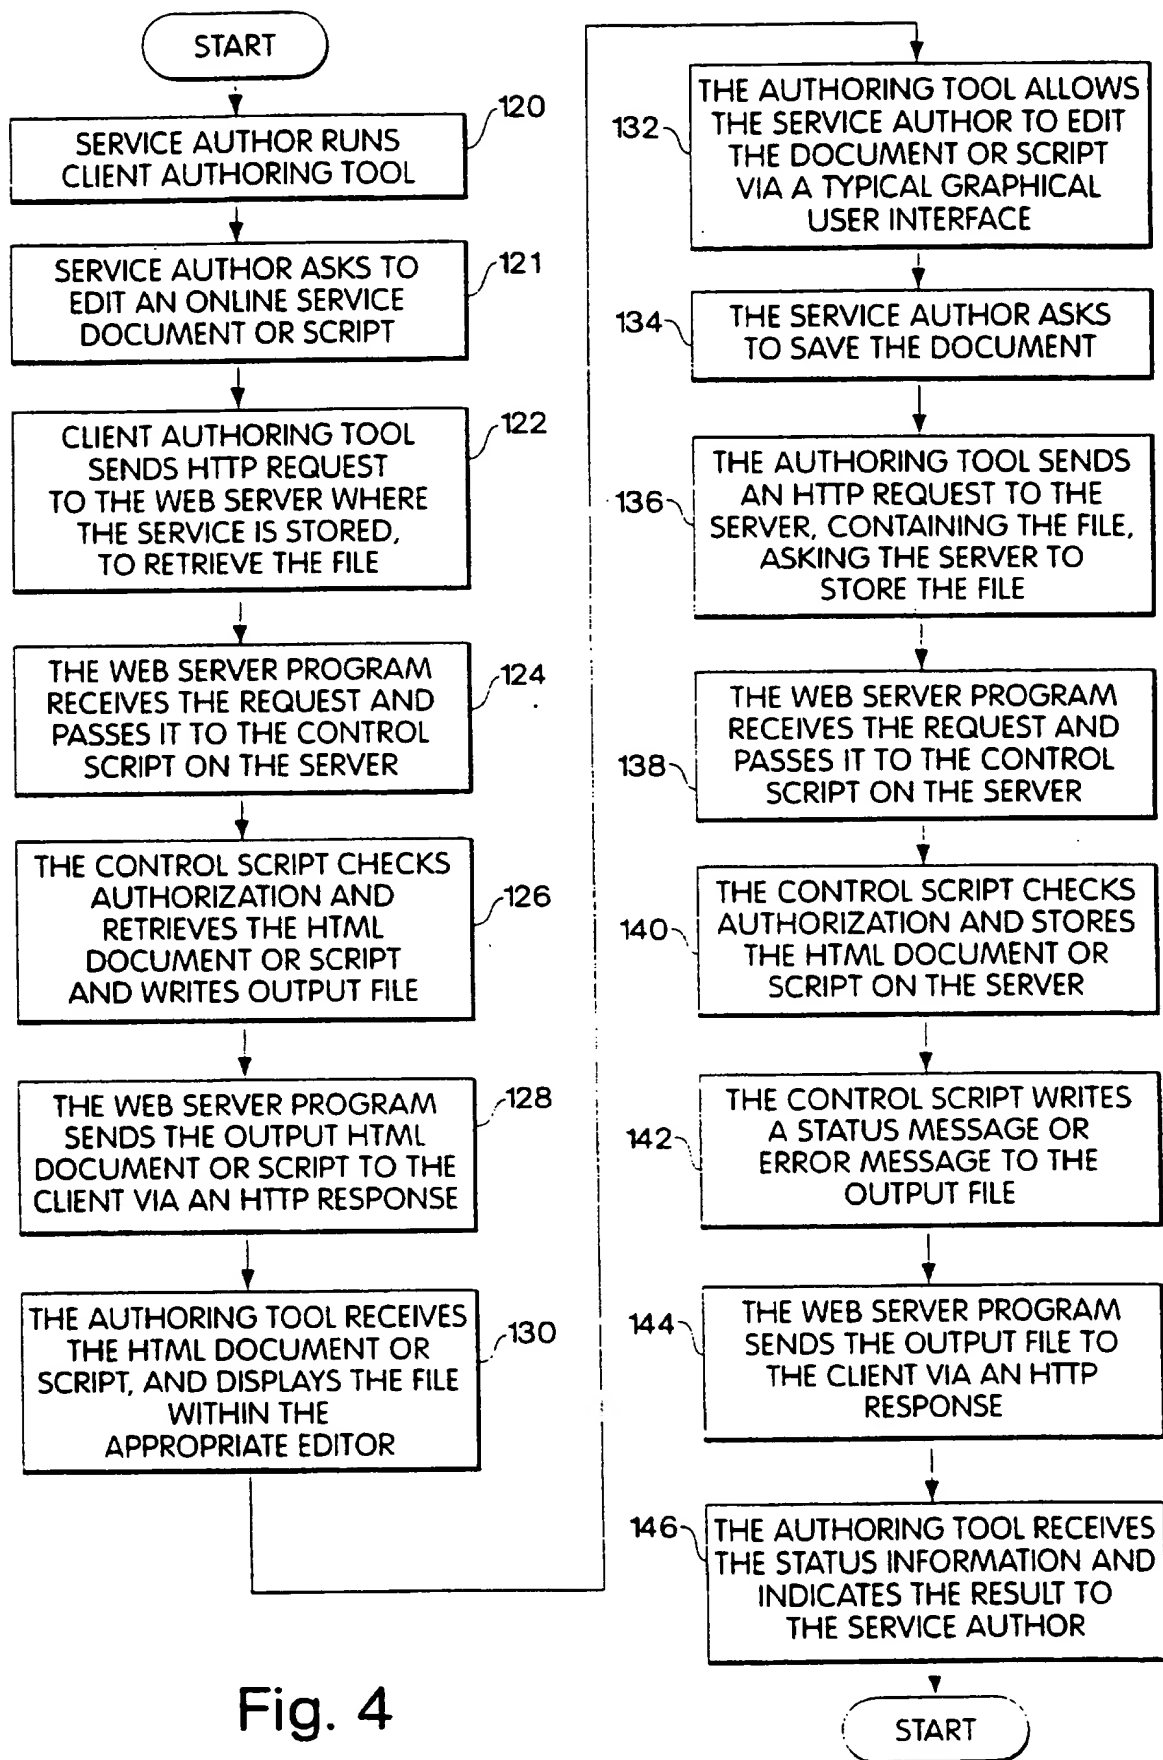 START
120
SERVICE AUTHOR RUNS
CLIENT AUTHORING TOOL
121
SERVICE AUTHOR ASKS TO
EDIT AN ONLINE SERVICE
DOCUMENT OR SCRIPT
122
CLIENT AUTHORING TOOL
SENDS HTTP REQUEST
TO THE WEB SERVER WHERE
THE SERVICE IS STORED,
TO RETRIEVE THE FILE
124
THE WEB SERVER PROGRAM
RECEIVES THE REQUEST AND
PASSES IT TO THE CONTROL
SCRIPT ON THE SERVER
126
THE CONTROL SCRIPT CHECKS
AUTHORIZATION AND
RETRIEVES THE HTML
DOCUMENT OR SCRIPT
AND WRITES OUTPUT FILE
128
THE WEB SERVER PROGRAM
SENDS THE OUTPUT HTML
DOCUMENT OR SCRIPT TO THE
CLIENT VIA AN HTTP RESPONSE
130
THE AUTHORING TOOL RECEIVES
THE HTML DOCUMENT OR
SCRIPT, AND DISPLAYS THE FILE
WITHIN THE
APPROPRIATE EDITOR
132
THE AUTHORING TOOL ALLOWS
THE SERVICE AUTHOR TO EDIT
THE DOCUMENT OR SCRIPT
VIA A TYPICAL GRAPHICAL
USER INTERFACE
134
THE SERVICE AUTHOR ASKS
TO SAVE THE DOCUMENT
136
THE AUTHORING TOOL SENDS
AN HTTP REQUEST TO THE
SERVER, CONTAINING THE FILE,
ASKING THE SERVER TO
STORE THE FILE
138
THE WEB SERVER PROGRAM
RECEIVES THE REQUEST AND
PASSES IT TO THE CONTROL
SCRIPT ON THE SERVER
140
THE CONTROL SCRIPT CHECKS
AUTHORIZATION AND STORES
THE HTML DOCUMENT OR
SCRIPT ON THE SERVER
142
THE CONTROL SCRIPT WRITES
A STATUS MESSAGE OR
ERROR MESSAGE TO THE
OUTPUT FILE
144
THE WEB SERVER PROGRAM
SENDS THE OUTPUT FILE TO
THE CLIENT VIA AN HTTP
RESPONSE
146
THE AUTHORING TOOL RECEIVES
THE STATUS INFORMATION AND
INDICATES THE RESULT TO
THE SERVICE AUTHOR
START
Fig. 4